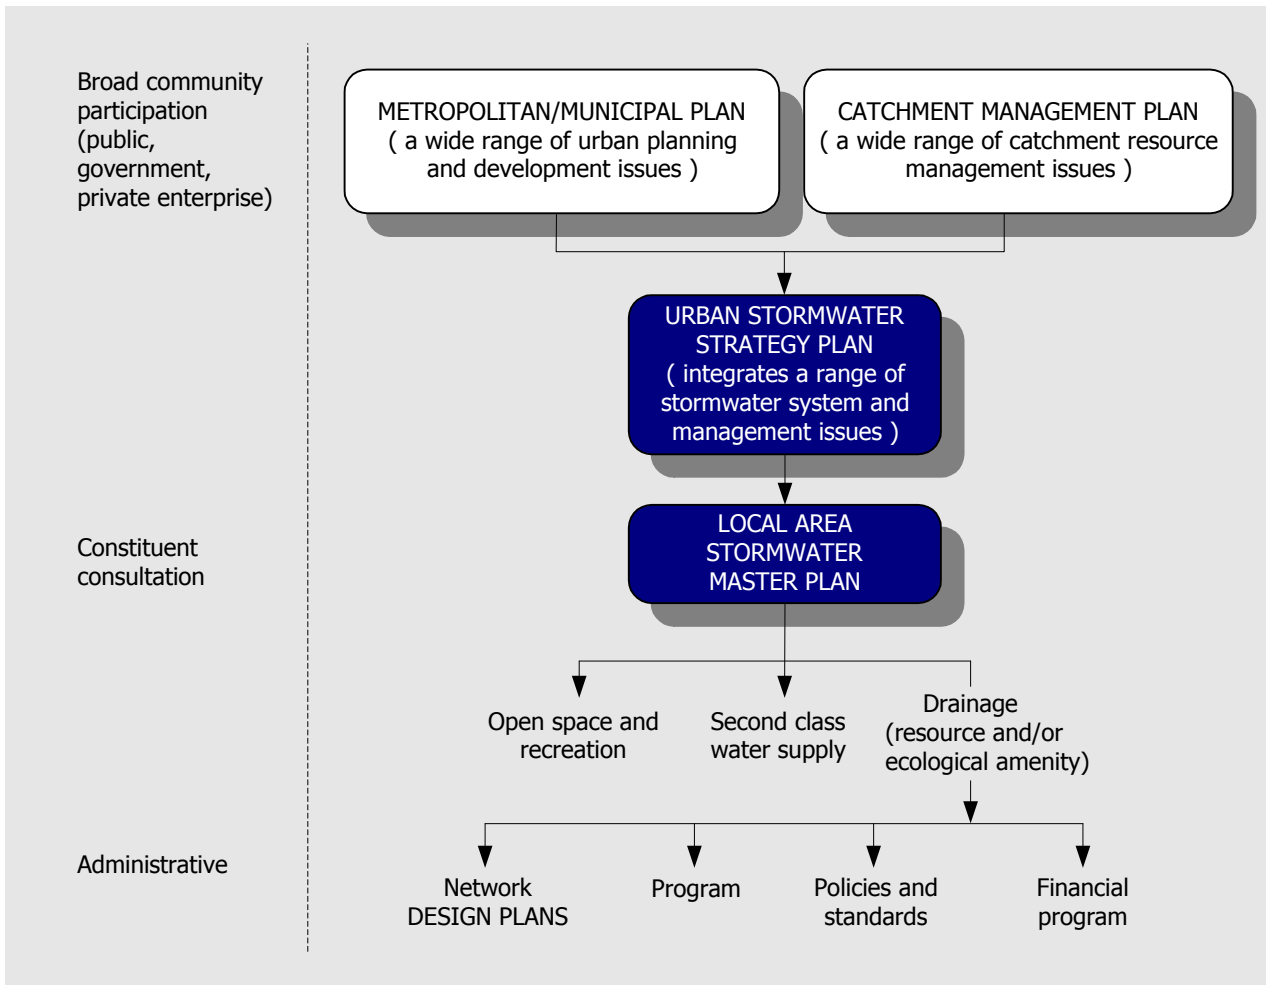 Broad community
participation
(public,
government,
private enterprise)
METROPOLITAN/MUNICIPAL PLAN
( a wide range of urban planning
and development issues )
CATCHMENT MANAGEMENT PLAN
( a wide range of catchment resource
management issues )
URBAN STORMWATER
STRATEGY PLAN
( integrates a range of
stormwater system and
management issues )
Constituent
consultation
LOCAL AREA
STORMWATER
MASTER PLAN
Open space and
recreation
Second class
water supply
Drainage
(resource and/or
ecological amenity)
Administrative
Network
DESIGN PLANS
Program
Policies and
standards
Financial
program